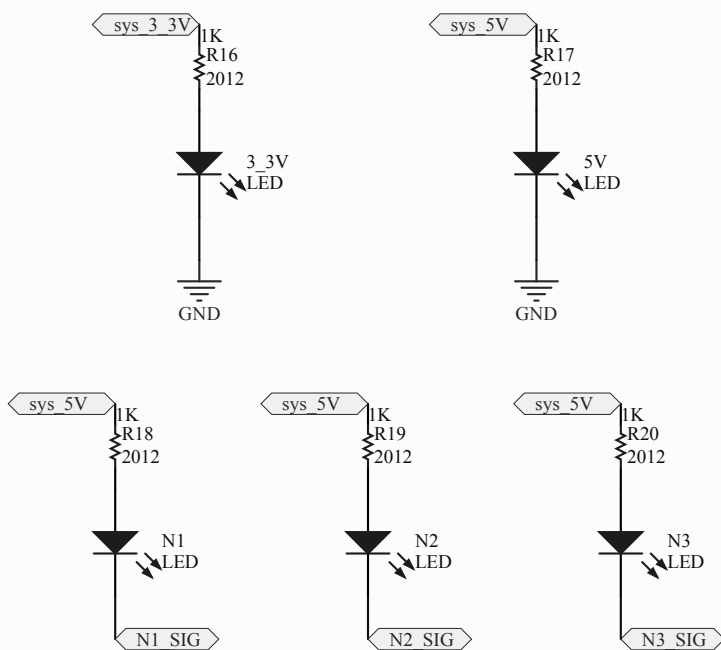 sys_3_3V
1K
R16
2012
3_3V
LED
GND
sys_5V
1K
R17
2012
5V
LED
GND
sys_5V
1K
R18
2012
N1
LED
N1_SIG
sys_5V
1K
R19
2012
N2
LED
N2_SIG
sys_5V
1K
R20
2012
N3
LED
N3_SIG